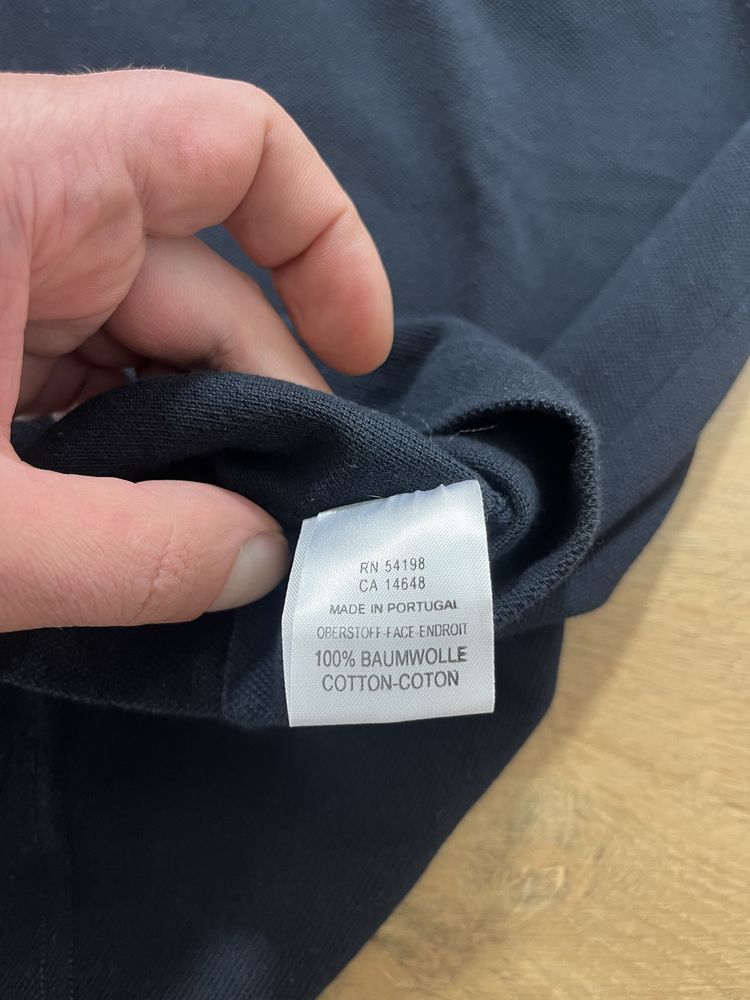 RN 54198
CA 14648
MADE IN PORTUGAL
OBERSTOFF-FACE-ENDROIT
100% BAUMWOLLE
COTTON-COTON